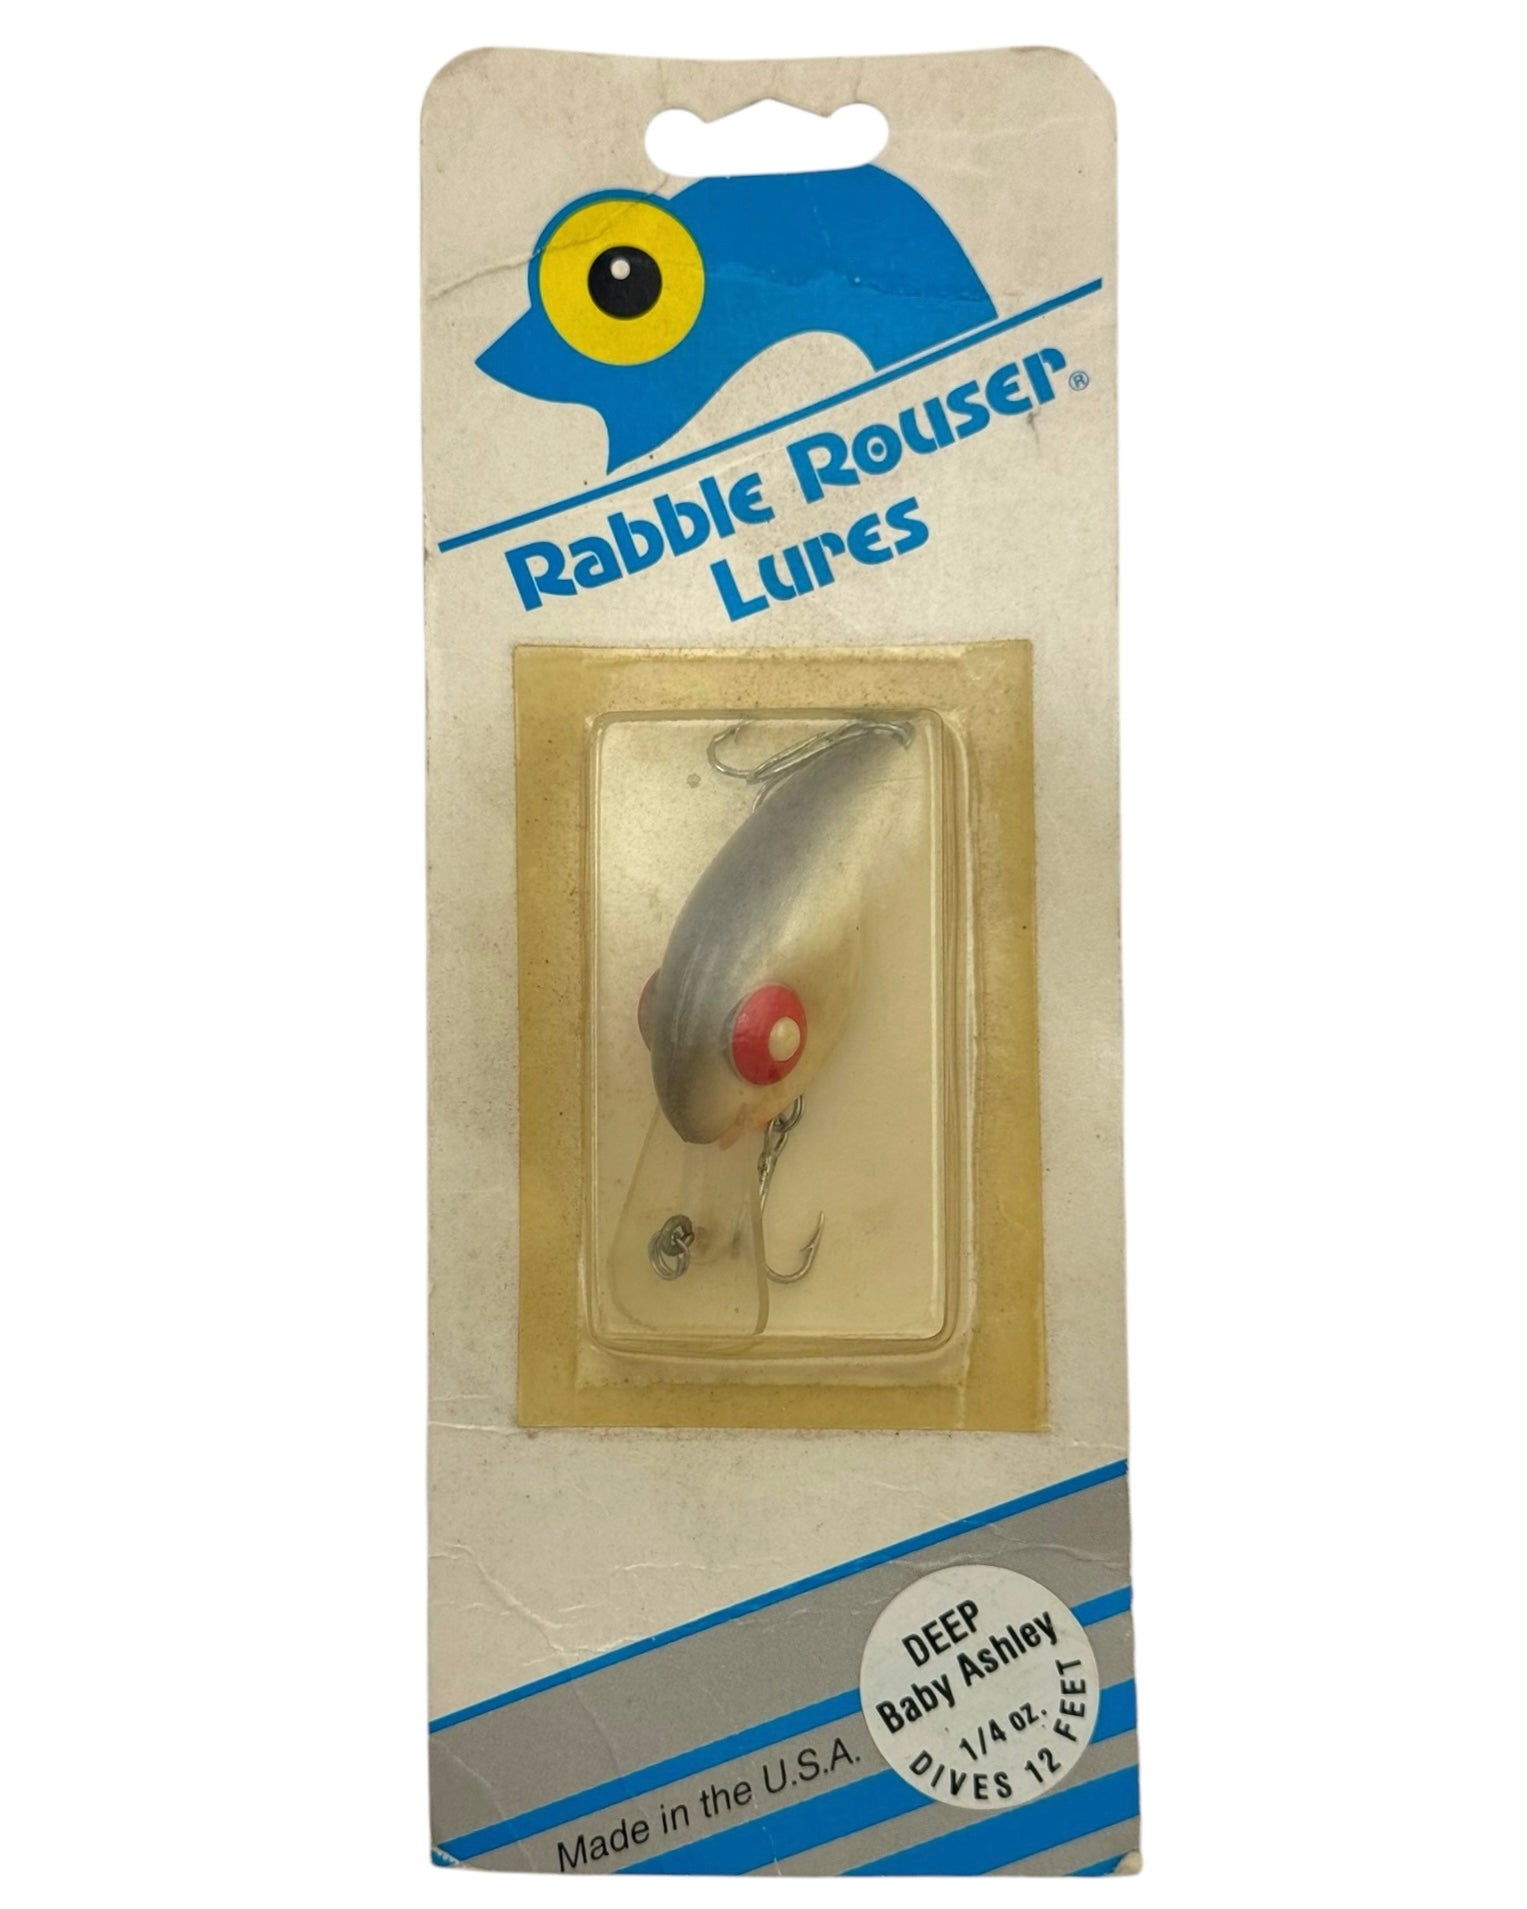 Rabble Rouser®
Lures
DEEP
Baby Ashley
1/4 oz.
DIVES 12 FEET
Made in the U.S.A.